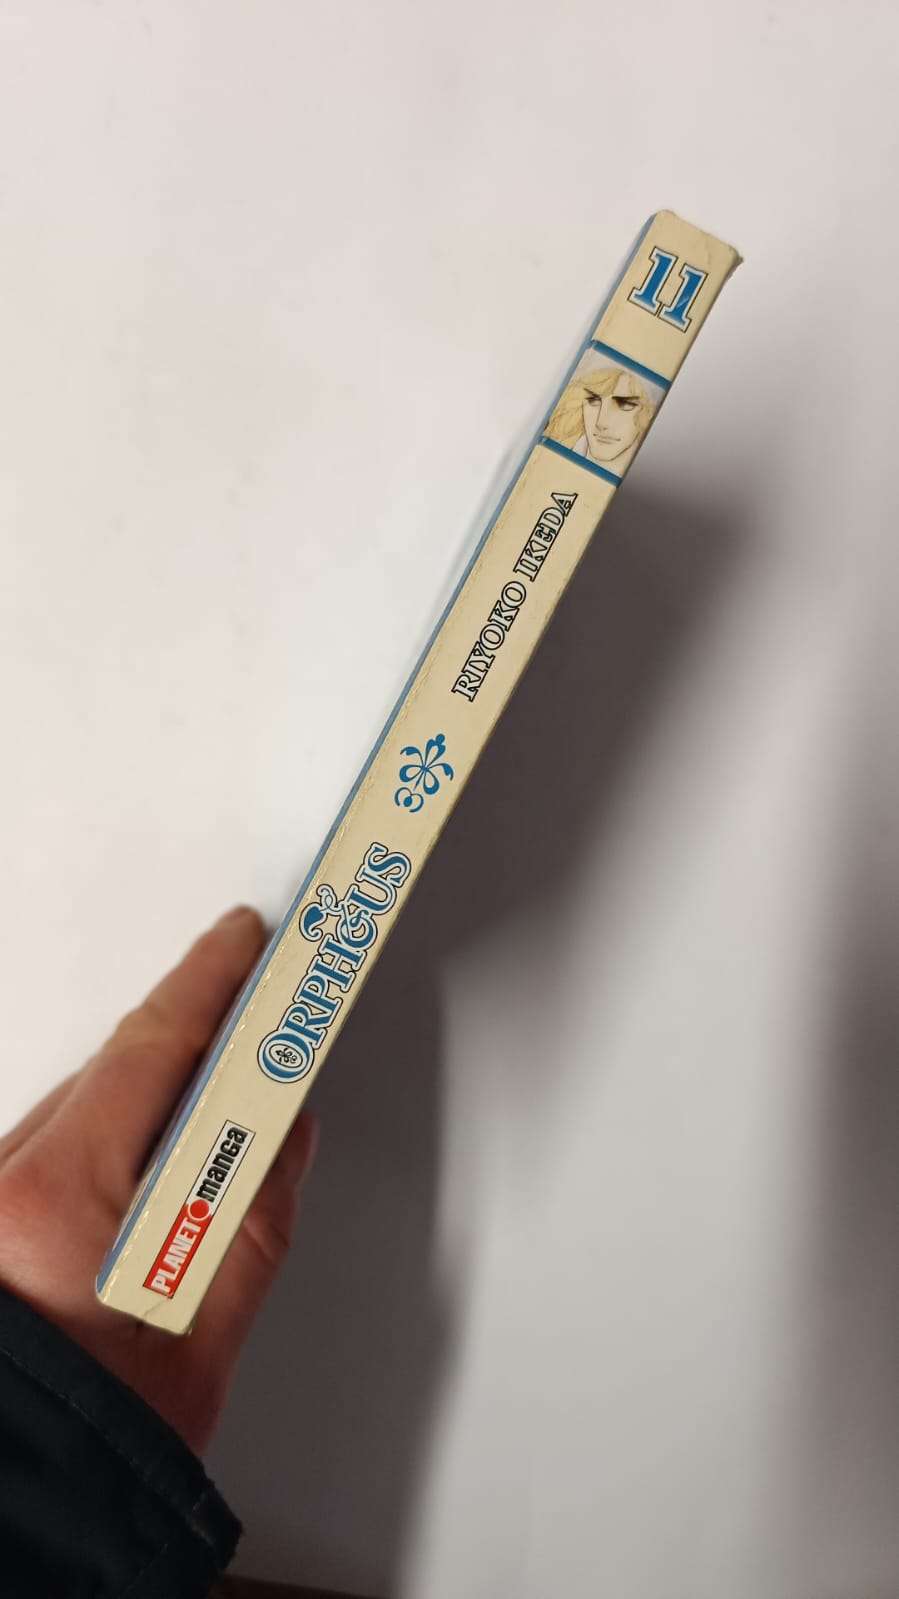 PLANET manga
ORPHEUS
RIYOKO IKEDA
11